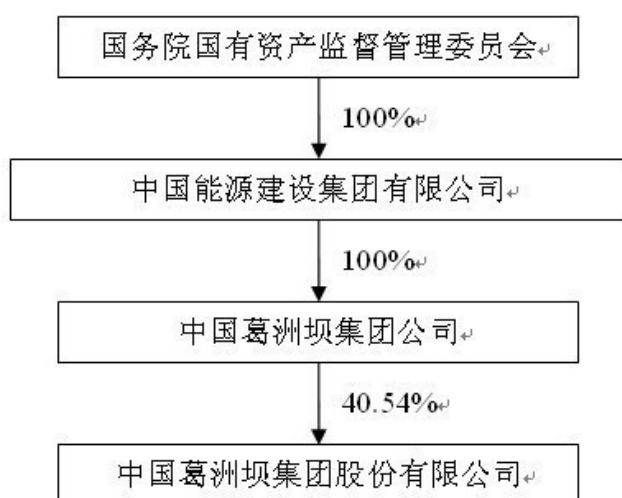 国务院国有资产监督管理委员会
100%
中国能源建设集团有限公司
100%
中国葛洲坝集团公司
40.54%
中国葛洲坝集团股份有限公司